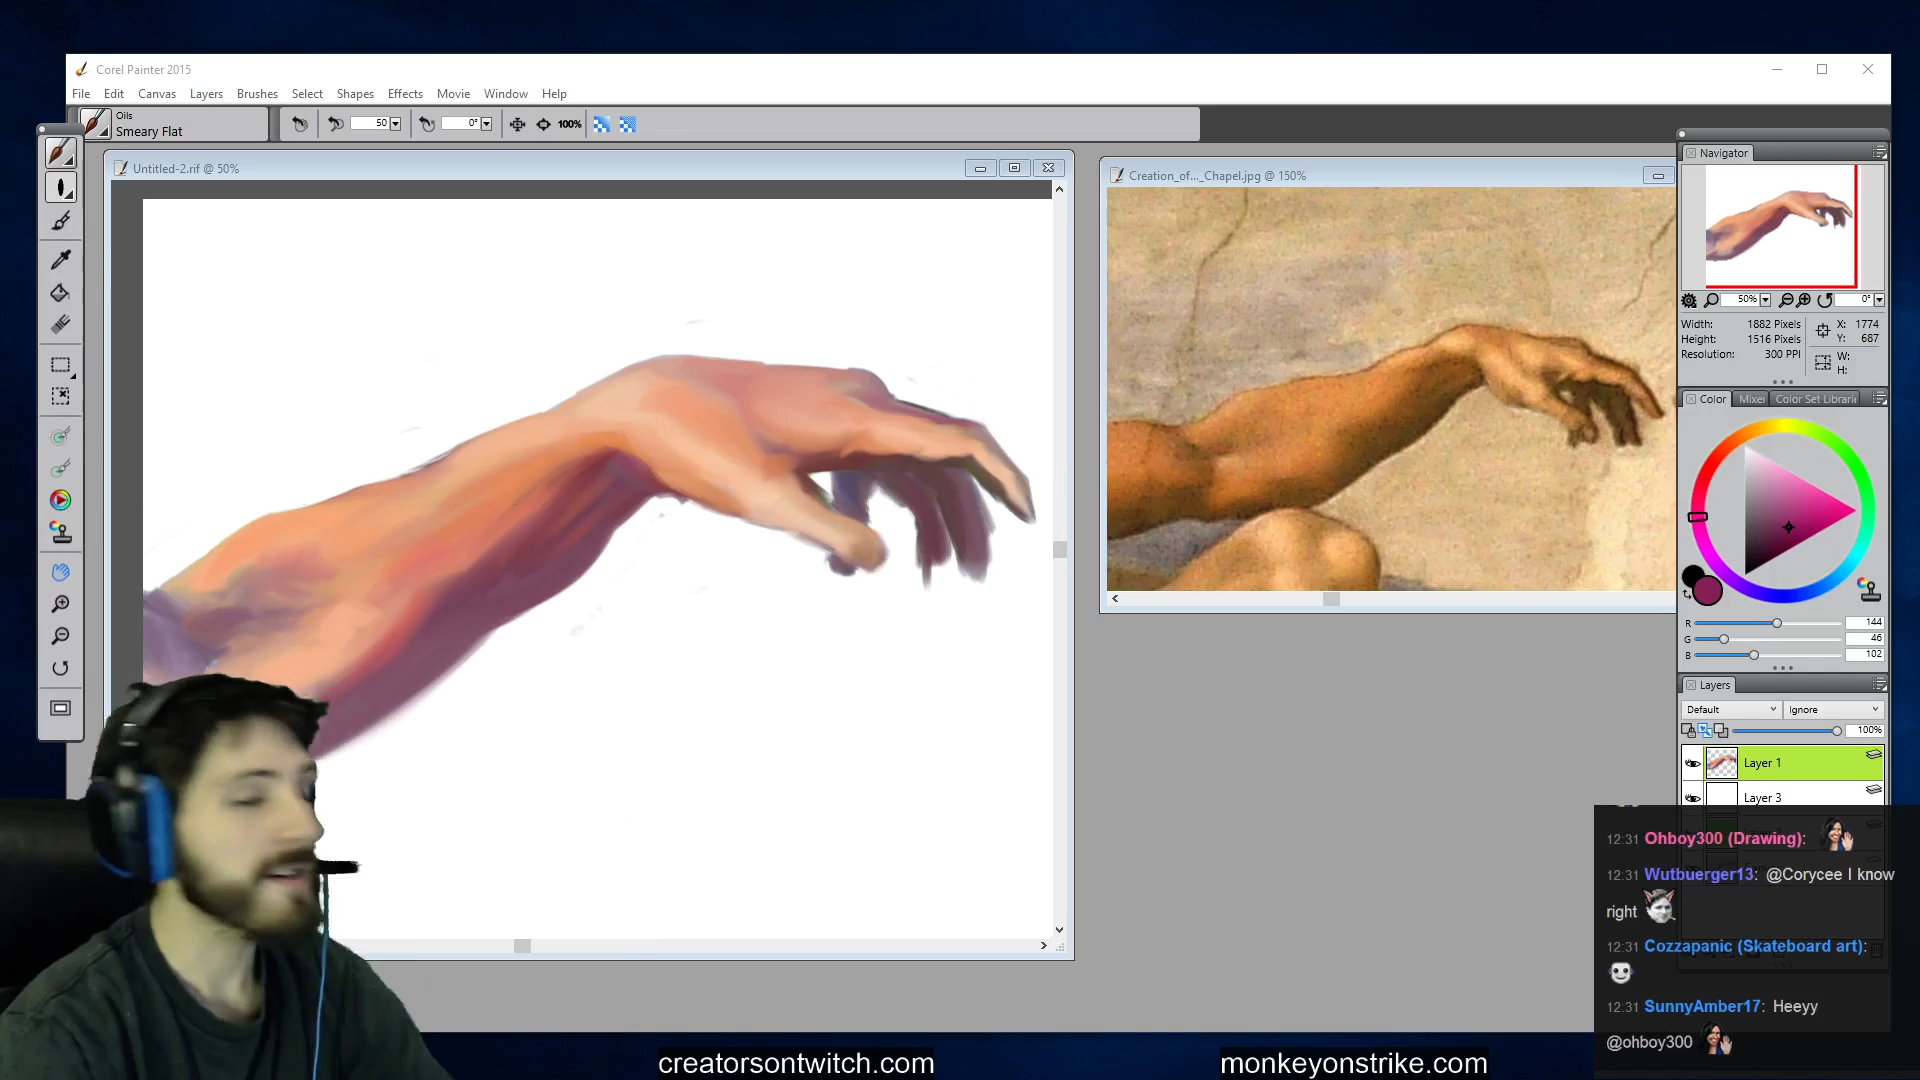 Corel Painter 2015
File Edit Canvas Layers Brushes Select Shapes Effects Movie Window Help
Oils
Smeary Flat
50
0°
100%
Untitled-2.rif @ 50%
Creation_of..._Chapel.jpg @ 150%
Navigator
50%
0°
Width: 1882 Pixels
Height: 1516 Pixels
Resolution: 300 PPI
X: 1774
Y: 687
W:
H:
Color Mixer Color Set Librari
R 144
G 46
B 102
Layers
Default Ignore
100%
Layer 1
Layer 3
12:31 Ohboy300 (Drawing):
12:31 Wutbuerger13: @Corycee I know
right
12:31 Cozzapanic (Skateboard art):
12:31 SunnyAmber17: Heeyy
@ohboy300
creatorsontwitch.com
monkeyonstrike.com